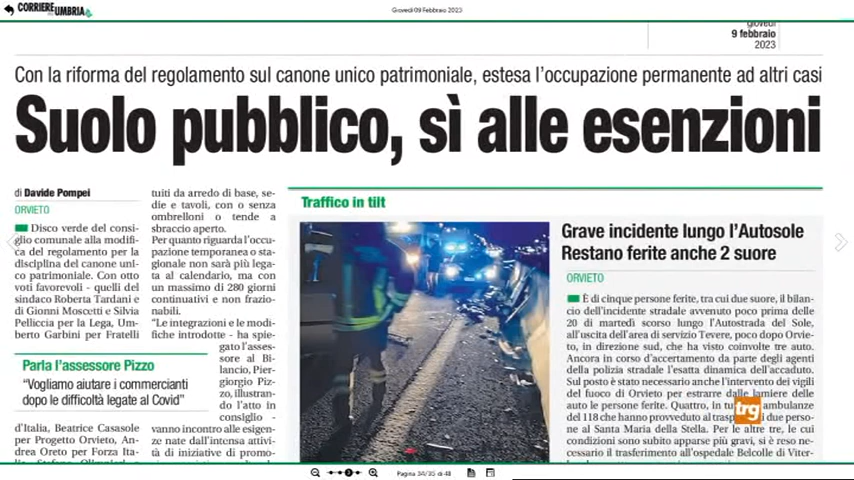 CORRIERE
UMBRIA
Giovedì 09 Febbraio 2023
giovedì
9 febbraio
2023
Con la riforma del regolamento sul canone unico patrimoniale, estesa l'occupazione permanente ad altri casi
Suolo pubblico, sì alle esenzioni
di Davide Pompei
ORVIETO
Disco verde del consi-
glio comunale alla modifi-
ca del regolamento per la
disciplina del canone uni-
co patrimoniale. Con otto
voti favorevoli - quelli del
sindaco Roberta Tardani e
di Gionni Moscetti e Silvia
Pelliccia per la Lega, Um-
berto Garbini per Fratelli
Parla l'assessore Pizzo
"Vogliamo aiutare i commercianti
dopo le difficoltà legate al Covid"
d'Italia, Beatrice Casasole
per Progetto Orvieto, An-
drea Oreto per Forza Ita-
lia, Stefano Olimpieri e
tuiti da arredo di base, se-
die e tavoli, con o senza
ombrelloni o tende a
sbraccio aperto.
Per quanto riguarda l'occu-
pazione temporanea o sta-
gionale non sarà più lega-
ta al calendario, ma con
un massimo di 280 giorni
continuativi e non frazio-
nabili.
"Le integrazioni e le modi-
fiche introdotte - ha spie-
gato l'asses-
sore al Bi-
lancio, Pier-
giorgio Piz-
zo, illustran-
do l'atto in
consiglio -
vanno incontro alle esigen-
ze nate dall'intensa attivi-
tà di iniziative di promo-
Traffico in tilt
Grave incidente lungo l'Autosole
Restano ferite anche 2 suore
ORVIETO
È di cinque persone ferite, tra cui due suore, il bilan-
cio dell'incidente stradale avvenuto poco prima delle
20 di martedì scorso lungo l'Autostrada del Sole,
all'uscita dell'area di servizio Tevere, poco dopo Orvie-
to, in direzione sud, che ha visto coinvolte tre auto.
Ancora in corso d'accertamento da parte degli agenti
della polizia stradale l'esatta dinamica dell'accaduto.
Sul posto è stato necessario anche l'intervento dei vigili
del fuoco di Orvieto per estrarre dalle lamiere delle
auto le persone ferite. Quattro, in tu ambulanze
del 118 che hanno provveduto al trasp i due perso-
ne al Santa Maria della Stella. Per le altre tre, le cui
condizioni sono subito apparse più gravi, si è reso ne-
cessario il trasferimento all'ospedale Belcolle di Viter-
trg
Pagina 34/35 di 48